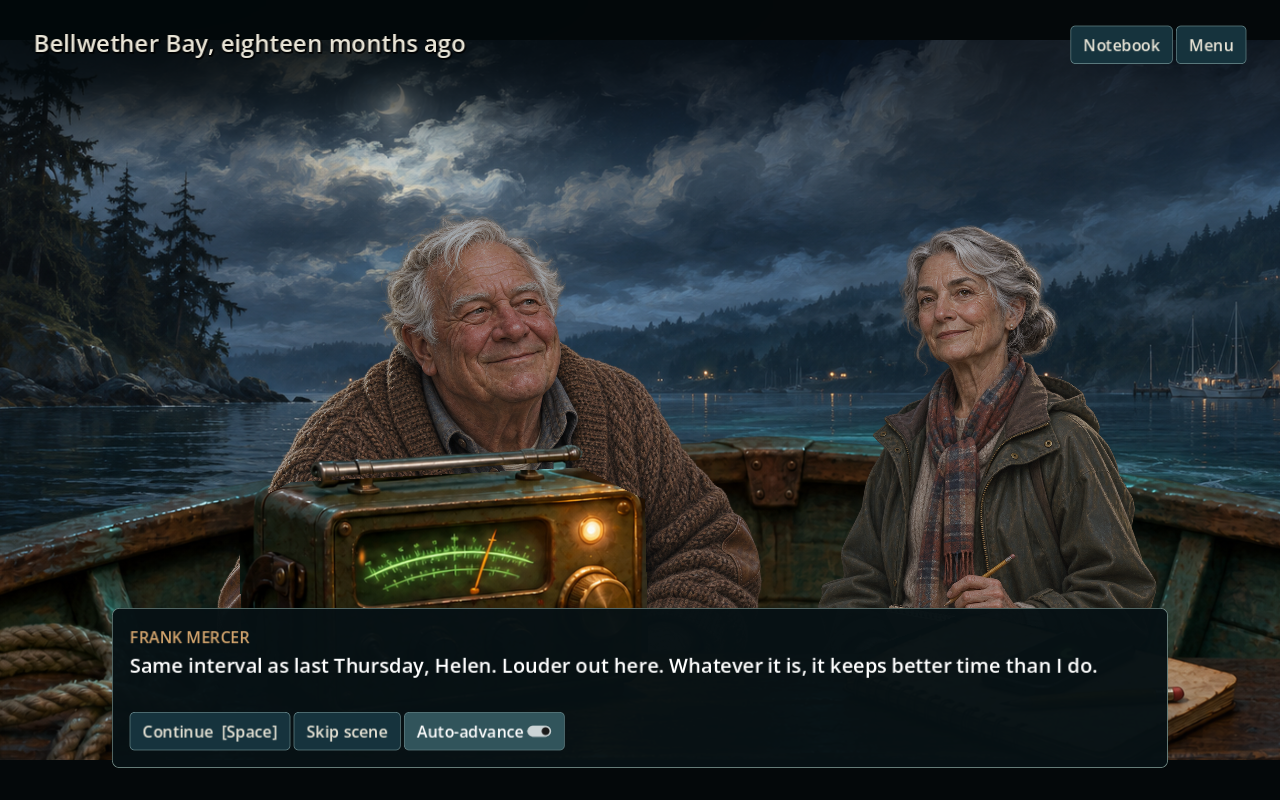 Bellwether Bay, eighteen months ago
Notebook
Menu
FRANK MERCER
Same interval as last Thursday, Helen. Louder out here. Whatever it is, it keeps better time than I do.
Continue [Space]
Skip scene
Auto-advance